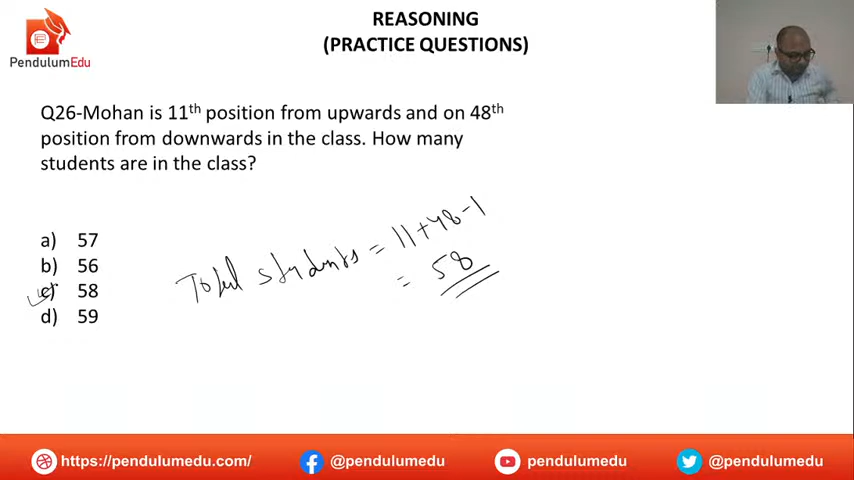 REASONING
(PRACTICE QUESTIONS)
PendulumEdu
Q26-Mohan is 11th position from upwards and on 48th
position from downwards in the class. How many
students are in the class?
a) 57
b) 56
c) 58
d) 59
Total students = 11+48-1
= 58
https://pendulumedu.com/
@pendulumedu
pendulumedu
@pendulumedu